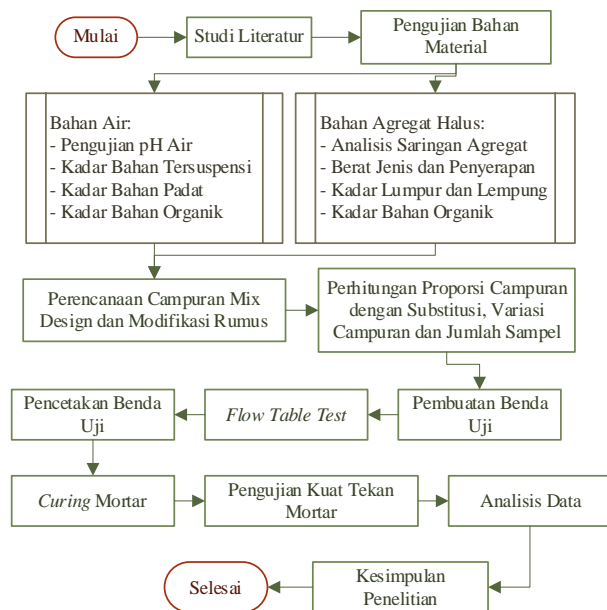 Mulai
Studi Literatur
Pengujian Bahan
Material
Bahan Air:
- Pengujian pH Air
- Kadar Bahan Tersuspensi
- Kadar Bahan Padat
- Kadar Bahan Organik
Bahan Agregat Halus:
- Analisis Saringan Agregat
- Berat Jenis dan Penyerapan
- Kadar Lumpur dan Lempung
- Kadar Bahan Organik
Perencanaan Campuran Mix
Design dan Modifikasi Rumus
Perhitungan Proporsi Campuran
dengan Substitusi, Variasi
Campuran dan Jumlah Sampel
Pembuatan Benda
Uji
Flow Table Test
Pencetakan Benda
Uji
Curing Mortar
Pengujian Kuat Tekan
Mortar
Analisis Data
Kesimpulan
Penelitian
Selesai